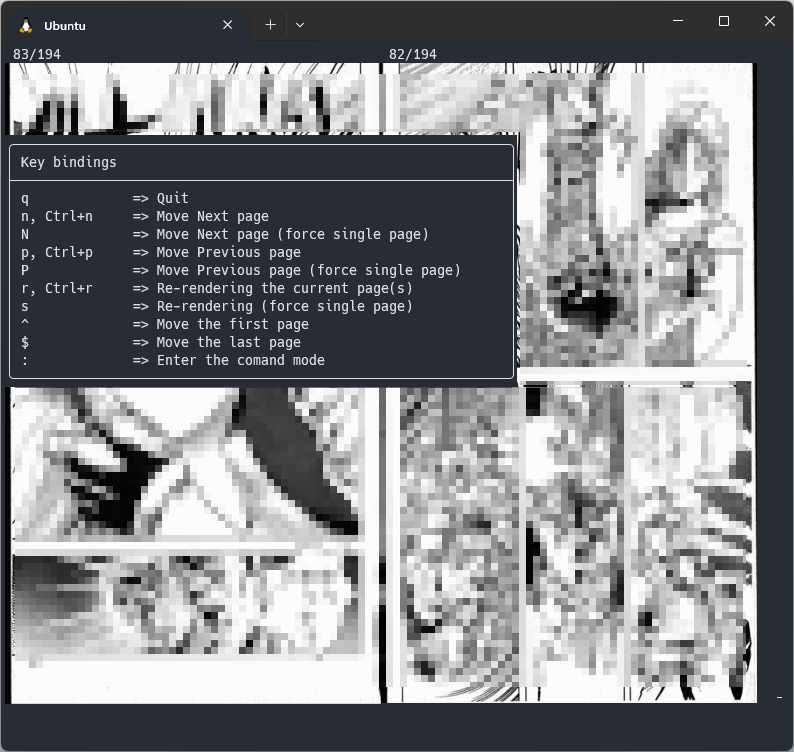 Ubuntu
83/194 82/194
Key bindings
q => Quit
n, Ctrl+n => Move Next page
N => Move Next page (force single page)
p, Ctrl+p => Move Previous page
P => Move Previous page (force single page)
r, Ctrl+r => Re-rendering the current page(s)
s => Re-rendering (force single page)
^ => Move the first page
$ => Move the last page
: => Enter the comand mode